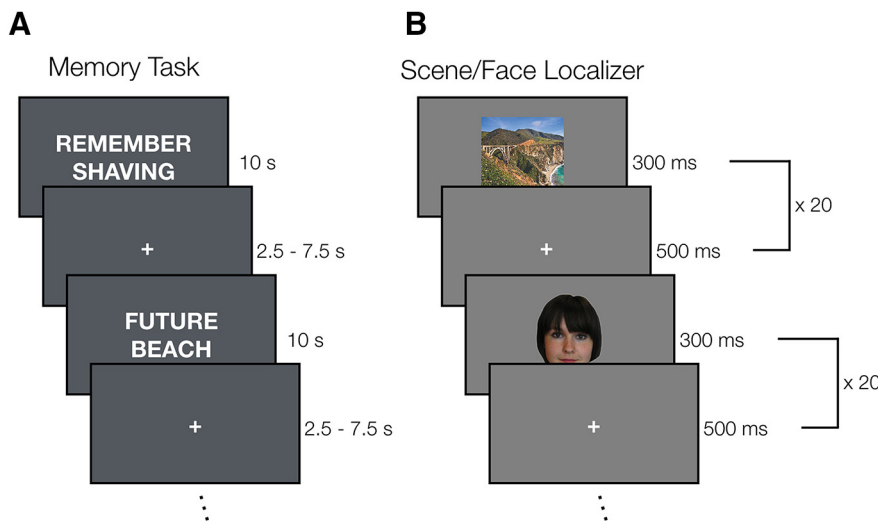 A
Memory Task
REMEMBER
SHAVING
10 s
+
2.5 - 7.5 s
FUTURE
BEACH
10 s
+
2.5 - 7.5 s
B
Scene/Face Localizer
300 ms
+
500 ms
x 20
300 ms
+
500 ms
x 20